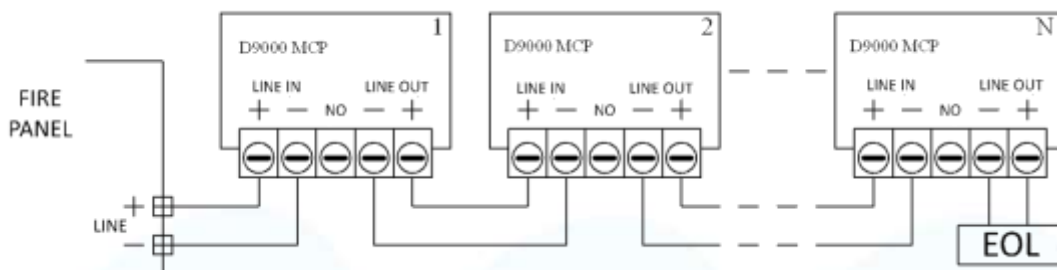 1
D9000 MCP
LINE IN
LINE OUT
+ — NO — +
2
D9000 MCP
LINE IN
LINE OUT
+ — NO — +
N
D9000 MCP
LINE IN
LINE OUT
+ — NO — +
FIRE
PANEL
+
LINE
—
EOL